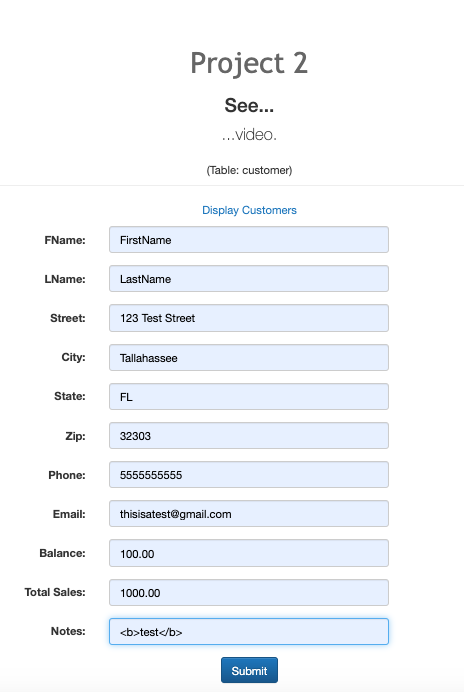 Project 2
See...
...video.
(Table: customer)
Display Customers
FName: FirstName
LName: LastName
Street: 123 Test Street
City: Tallahassee
State: FL
Zip: 32303
Phone: 5555555555
Email: thisisatest@gmail.com
Balance: 100.00
Total Sales: 1000.00
Notes: <b>test</b>
Submit